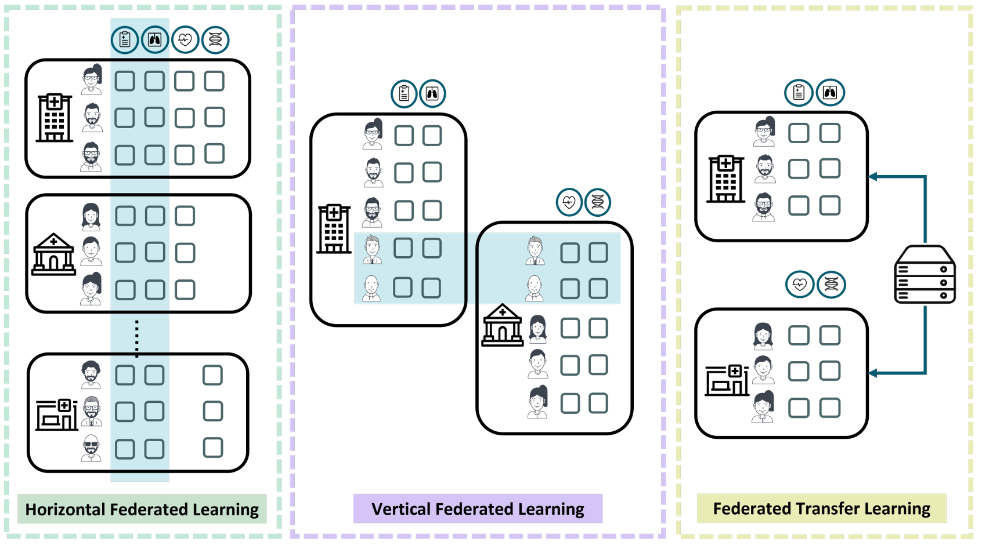 Horizontal Federated Learning
Vertical Federated Learning
Federated Transfer Learning